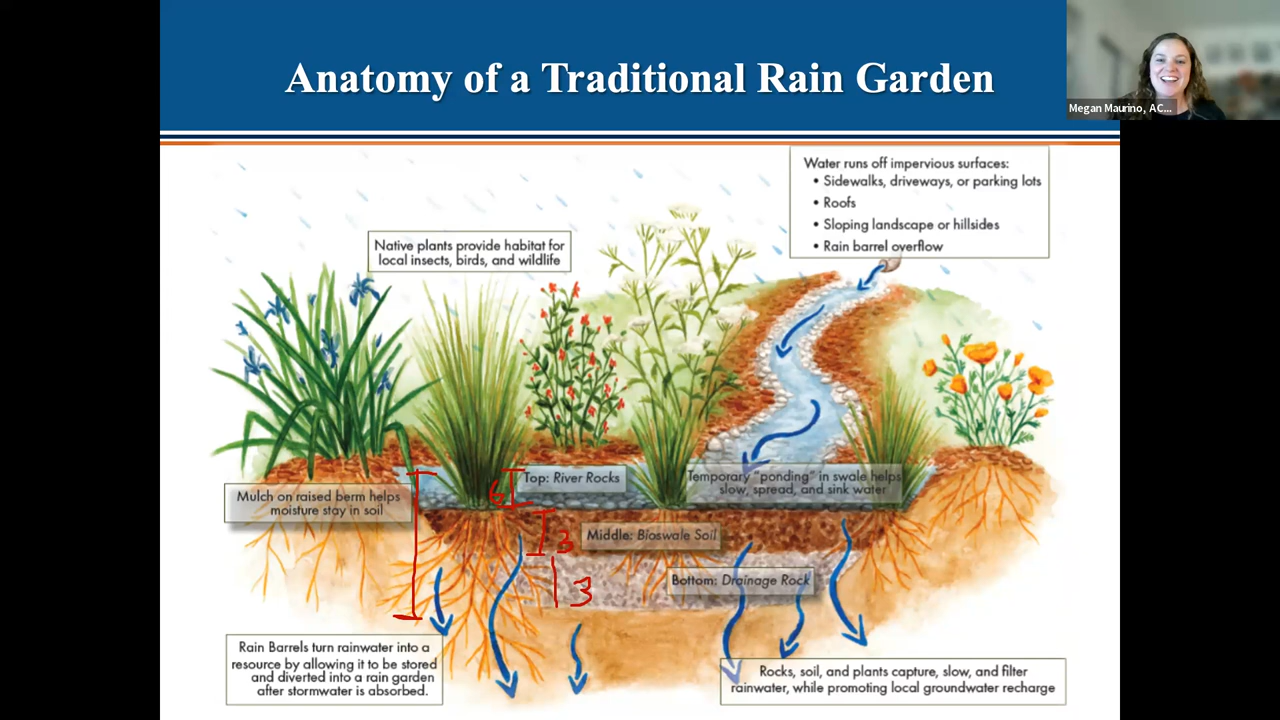 Anatomy of a Traditional Rain Garden
Megan Maurino, AC...
Water runs off impervious surfaces:
• Sidewalks, driveways, or parking lots
• Roofs
• Sloping landscape or hillsides
• Rain barrel overflow
Native plants provide habitat for
local insects, birds, and wildlife
Top: River Rocks
Temporary “ponding” in swale helps
slow, spread, and sink water
6
Mulch on raised berm helps
moisture stay in soil
Middle: Bioswale Soil
3
Bottom: Drainage Rock
3
Rain Barrels turn rainwater into a
resource by allowing it to be stored
and diverted into a rain garden
after stormwater is absorbed.
Rocks, soil, and plants capture, slow, and filter
rainwater, while promoting local groundwater recharge